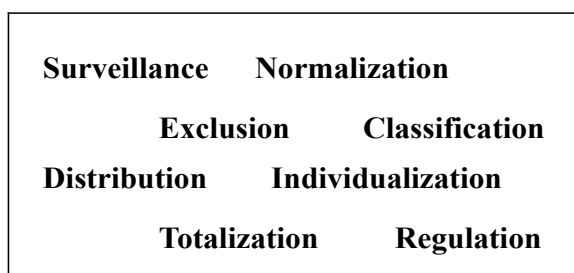 Surveillance Normalization
Exclusion Classification
Distribution Individualization
Totalization Regulation